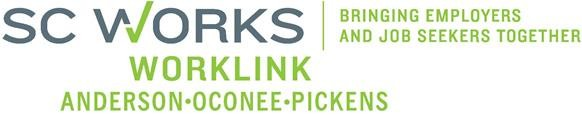 SC WORKS
BRINGING EMPLOYERS
AND JOB SEEKERS TOGETHER
WORKLINK
ANDERSON•OCONEE•PICKENS